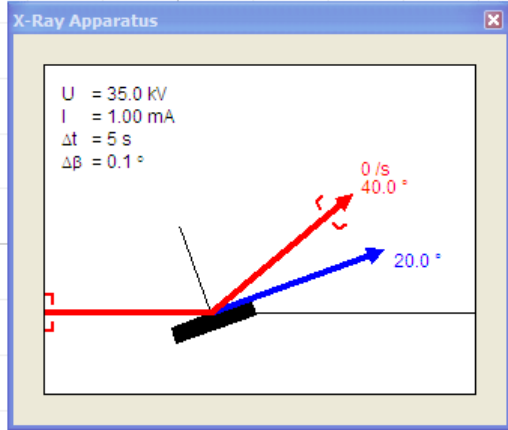 X-Ray Apparatus
U = 35.0 kV
I = 1.00 mA
Δt = 5 s
Δβ = 0.1 °
0 /s
40.0 °
20.0 °